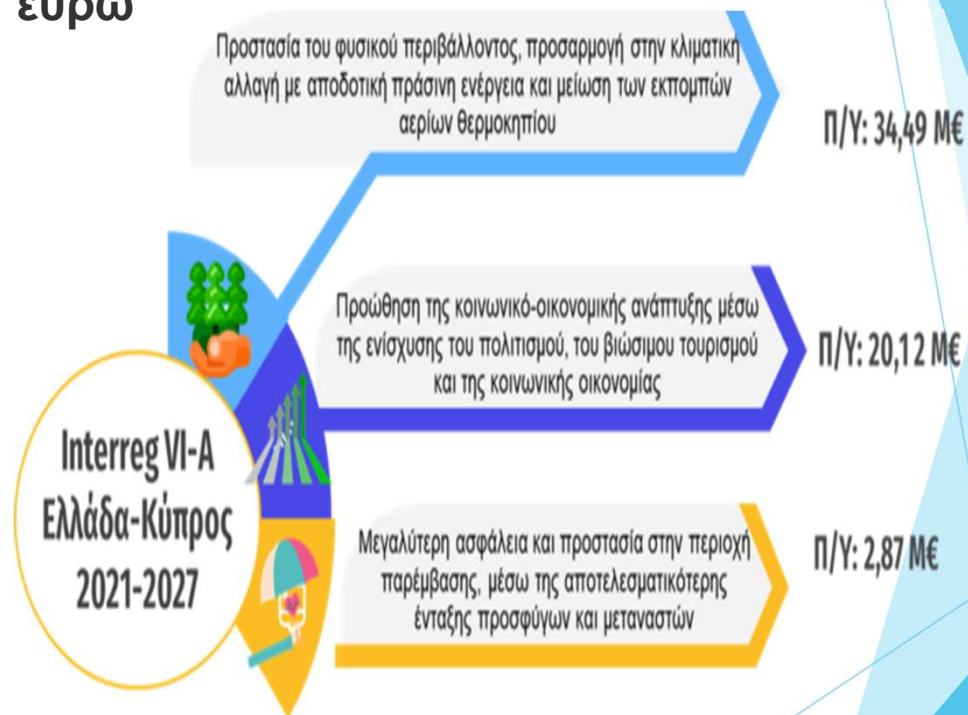 ευρώ
Προστασία του φυσικού περιβάλλοντος, προσαρμογή στην κλιματική
αλλαγή με αποδοτική πράσινη ενέργεια και μείωση των εκπομπών
αερίων θερμοκηπίου
Π/Υ: 34,49 Μ€
Προώθηση της κοινωνικό-οικονομικής ανάπτυξης μέσω
της ενίσχυσης του πολιτισμού, του βιώσιμου τουρισμού
και της κοινωνικής οικονομίας
Π/Υ: 20,12 Μ€
Interreg VI-A
Ελλάδα-Κύπρος
2021-2027
Μεγαλύτερη ασφάλεια και προστασία στην περιοχή
παρέμβασης, μέσω της αποτελεσματικότερης
ένταξης προσφύγων και μεταναστών
Π/Υ: 2,87 Μ€